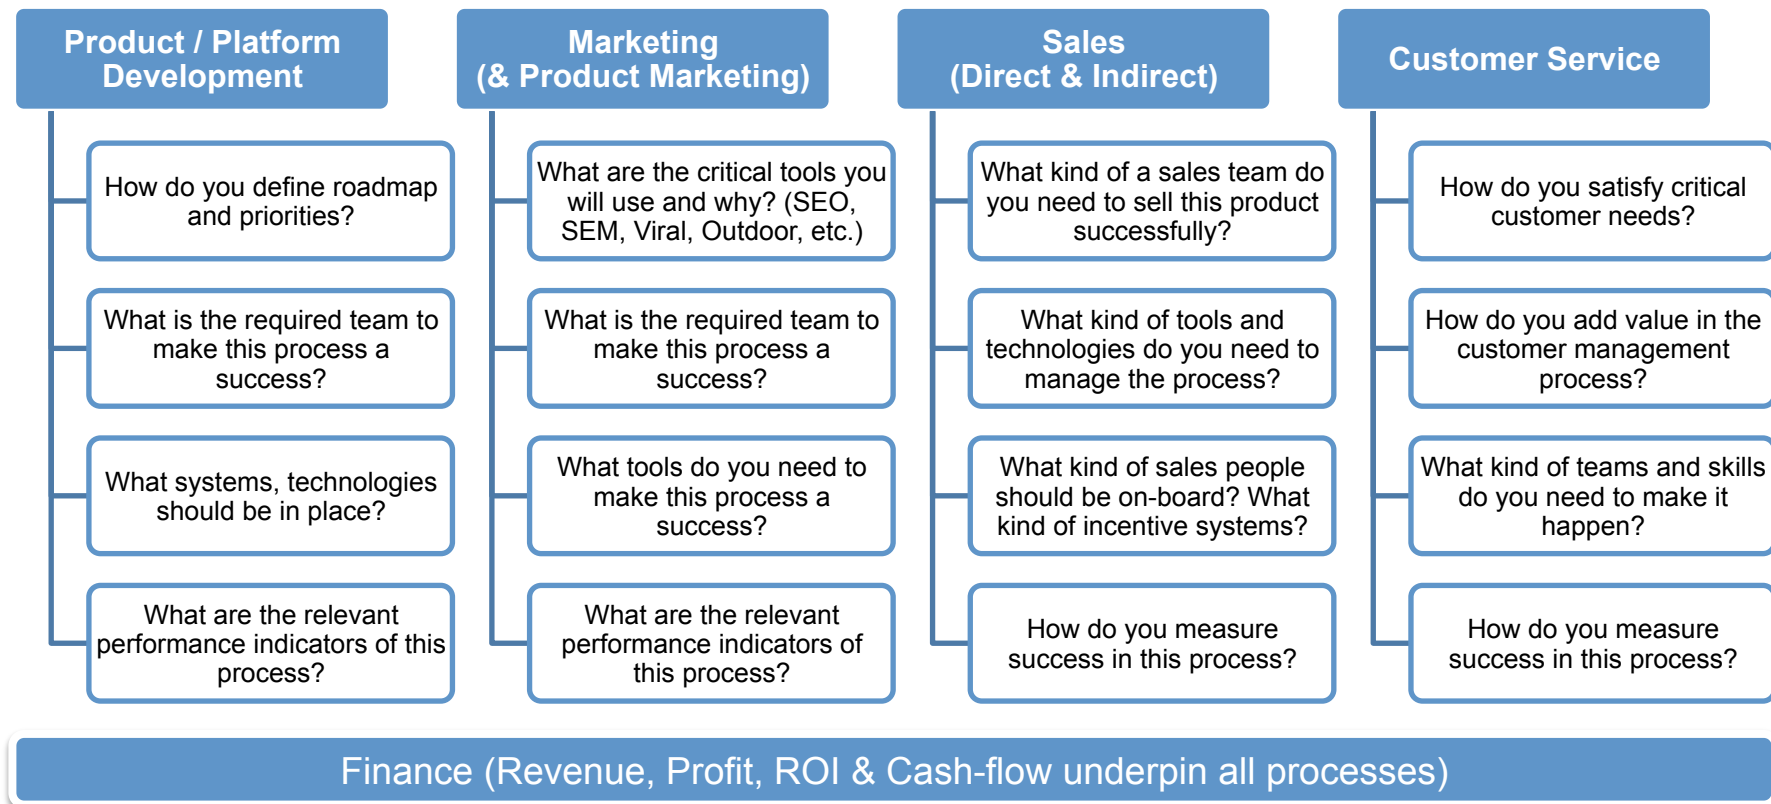 Product / Platform
Development
How do you define roadmap
and priorities?
What is the required team to
make this process a
success?
What systems, technologies
should be in place?
What are the relevant
performance indicators of this
process?
Marketing
(& Product Marketing)
What are the critical tools you
will use and why? (SEO,
SEM, Viral, Outdoor, etc.)
What is the required team to
make this process a
success?
What tools do you need to
make this process a
success?
What are the relevant
performance indicators of
this process?
Sales
(Direct & Indirect)
What kind of a sales team do
you need to sell this product
successfully?
What kind of tools and
technologies do you need to
manage the process?
What kind of sales people
should be on-board? What
kind of incentive systems?
How do you measure
success in this process?
Customer Service
How do you satisfy critical
customer needs?
How do you add value in the
customer management
process?
What kind of teams and skills
do you need to make it
happen?
How do you measure
success in this process?
Finance (Revenue, Profit, ROI & Cash-flow underpin all processes)